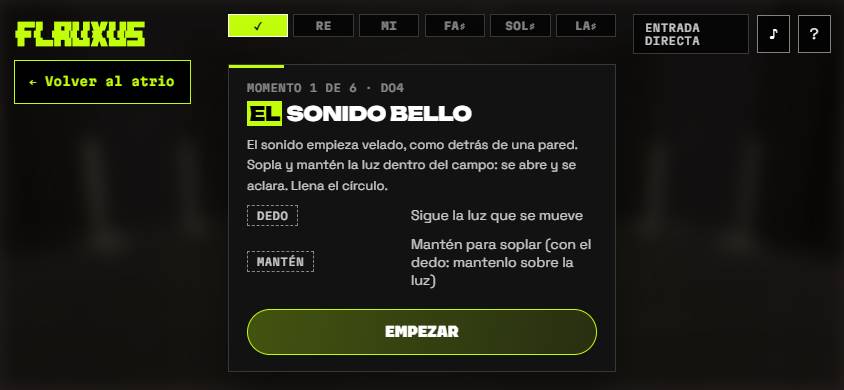 FLAUXUS
← Volver al atrio
✓ RE MI FA♯ SOL♯ LA♯
ENTRADA
DIRECTA
♪ ?
MOMENTO 1 DE 6 · DO4
EL SONIDO BELLO
El sonido empieza velado, como detrás de una pared.
Sopla y mantén la luz dentro del campo: se abre y se
aclara. Llena el círculo.
DEDO Sigue la luz que se mueve
MANTÉN Mantén para soplar (con el
dedo: mantenlo sobre la
luz)
EMPEZAR